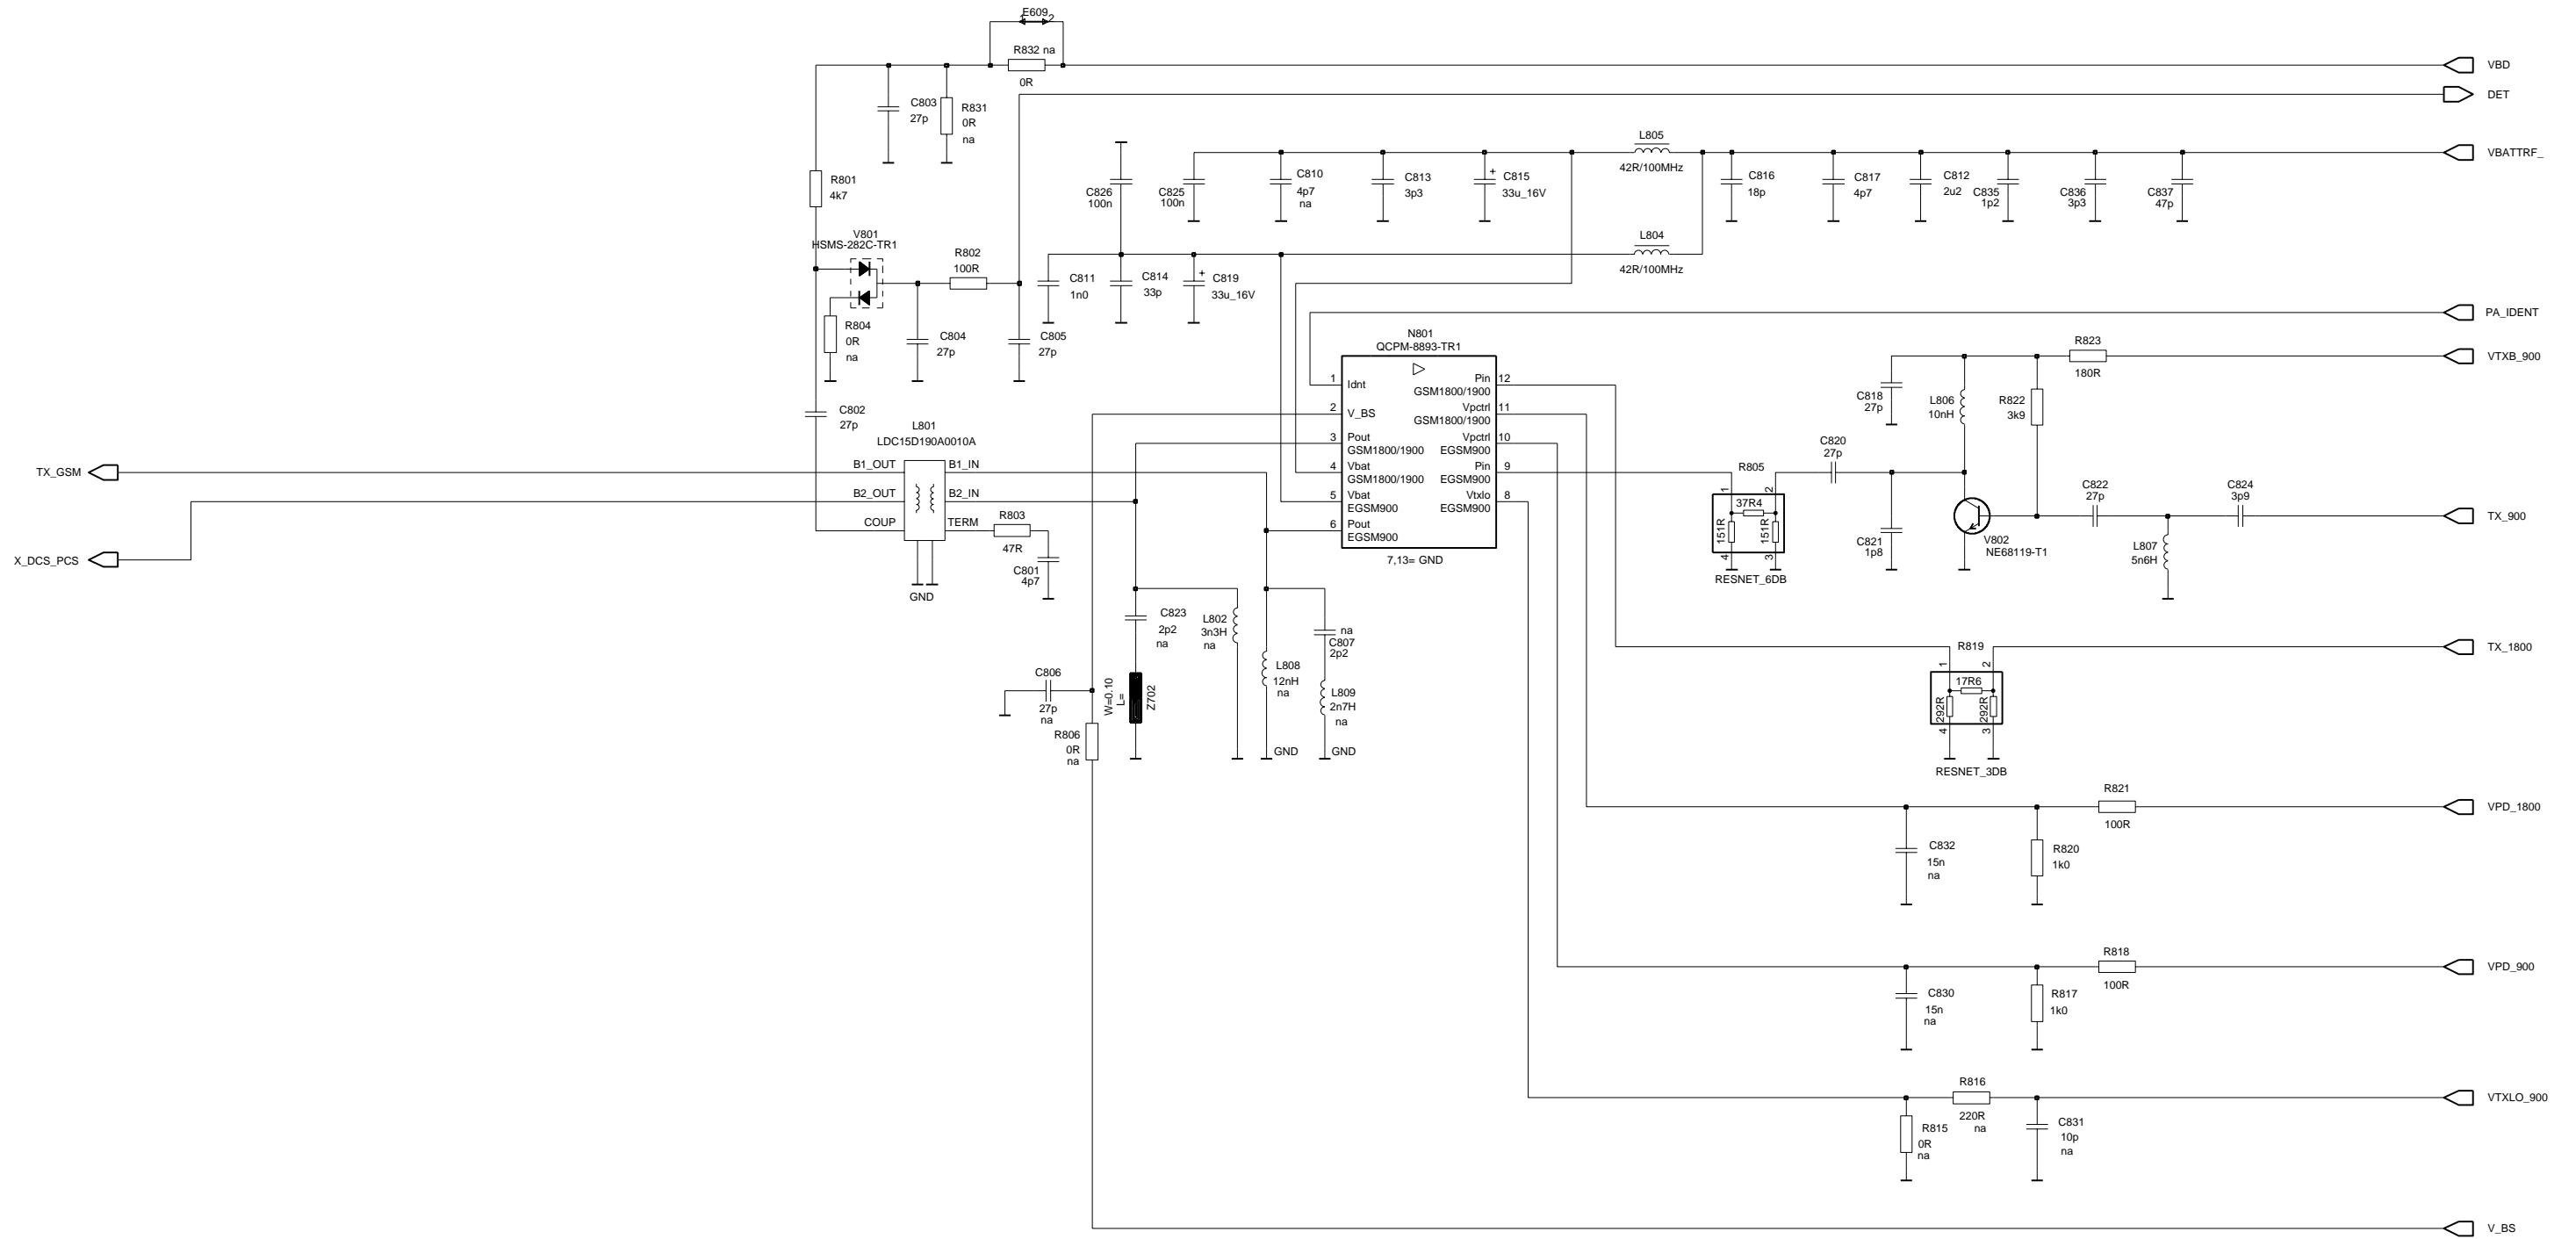 E609
1 2
R832 na
0R
VBD
DET
C803
27p
R831
0R
na
L805
42R/100MHz
VBATTRF_
R801
4k7
C826
100n
C825
100n
C810
4p7
na
C813
3p3
+
C815
33u_16V
C816
18p
C817
4p7
C812
2u2
C835
1p2
C836
3p3
C837
47p
V801
HSMS-282C-TR1
R802
100R
L804
42R/100MHz
C811
1n0
C814
33p
+
C819
33u_16V
R804
0R
na
C804
27p
C805
27p
PA_IDENT
N801
QCPM-8893-TR1
1
Idnt
2
V_BS
3
Pout
GSM1800/1900
4
Vbat
GSM1800/1900
5
Vbat
EGSM900
6
Pout
EGSM900
Pin
12
GSM1800/1900
Vpctrl
11
GSM1800/1900
Vpctrl
10
EGSM900
Pin
9
EGSM900
Vtxlo
8
EGSM900
7,13= GND
R823
180R
VTXB_900
C818
27p
L806
10nH
R822
3k9
C802
27p
L801
LDC15D190A0010A
TX_GSM
B1_OUT
B1_IN
B2_OUT
B2_IN
COUP
TERM
GND
X_DCS_PCS
R803
47R
C801
4p7
R805
1
2
37R4
151R
151R
4
3
RESNET_6DB
C820
27p
C821
1p8
V802
NE68119-T1
C822
27p
C824
3p9
TX_900
L807
5n6H
C823
2p2
na
L802
3n3H
na
L808
12nH
na
na
C807
2p2
L809
2n7H
na
GND
GND
C806
27p
na
W=0.10
L=
Z702
R806
0R
na
R819
1
2
17R6
292R
292R
4
3
RESNET_3DB
TX_1800
R821
100R
VPD_1800
C832
15n
na
R820
1k0
R818
100R
VPD_900
C830
15n
na
R817
1k0
R816
220R
na
VTXLO_900
R815
0R
na
C831
10p
na
V_BS